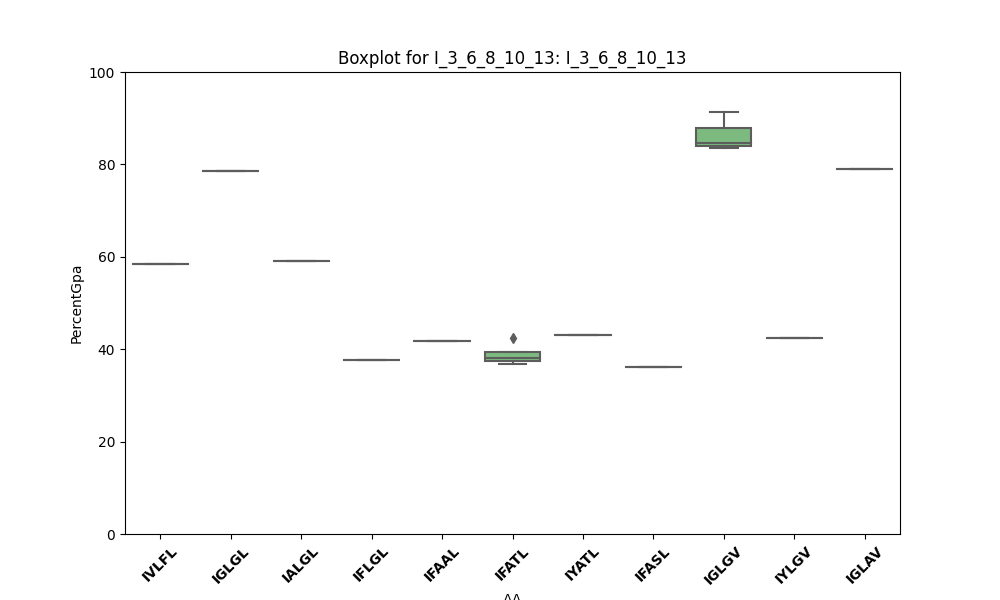 Boxplot for I_3_6_8_10_13: I_3_6_8_10_13
100
80
60
40
20
0
PercentGpa
IVLFL
IGLGL
IALGL
IFLGL
IFAAL
IFATL
IYATL
IFASL
IGLGV
IYLGV
IGLAV
AA